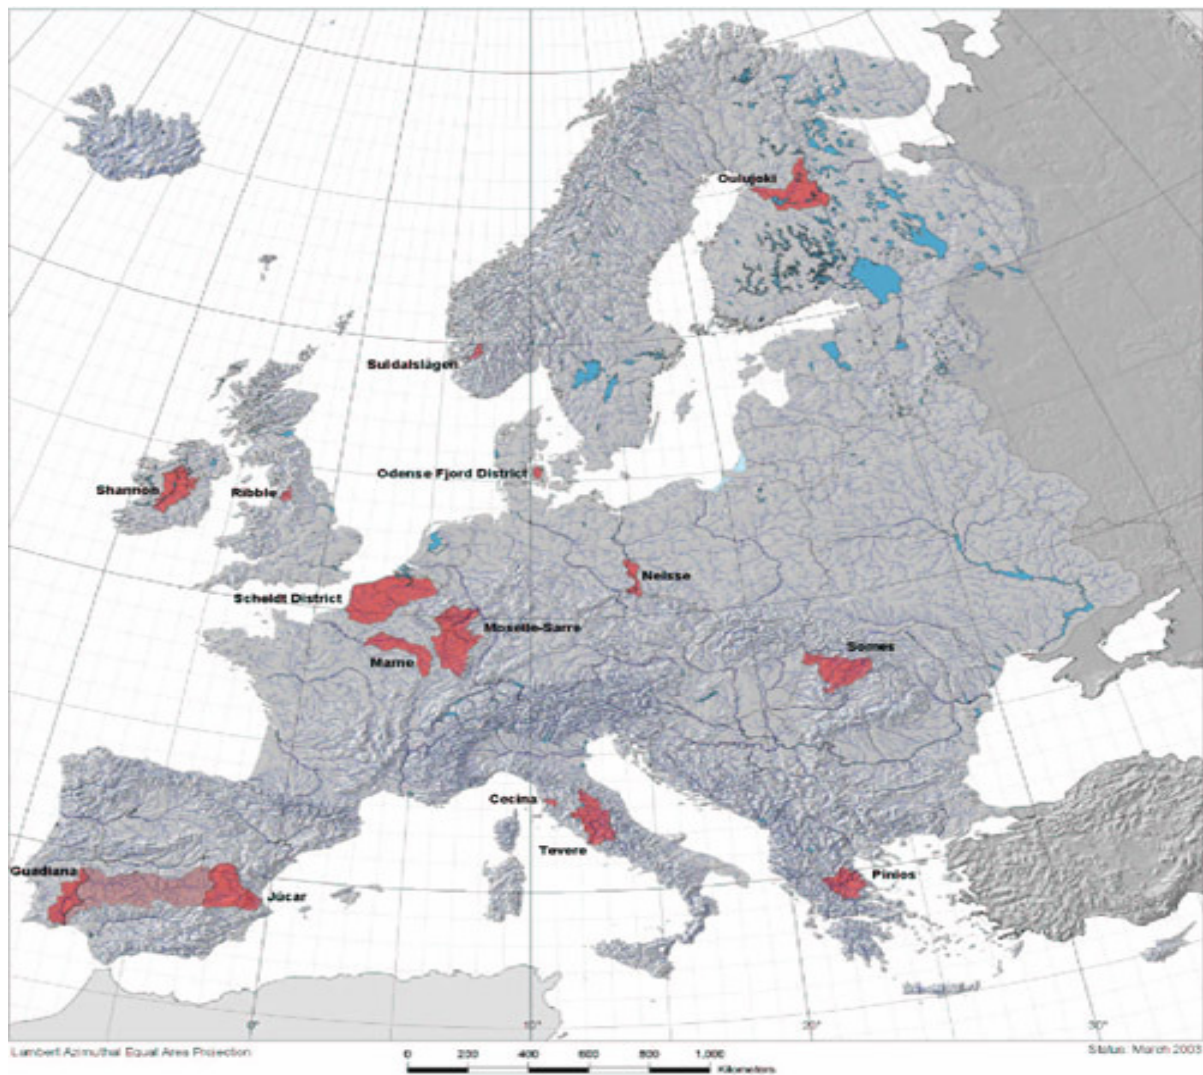 Oulujoki
Suldalslågen
Odense Fjord District
Shannon
Ribble
Neisse
Scheldt District
Moselle-Sarre
Marne
Somes
Cecina
Tevere
Guadiana
Júcar
Pinios
0°
10°
20°
30°
Lambert Azimuthal Equal Area Projection
Status: March 2003
0 200 400 600 800 1,000
Kilometers